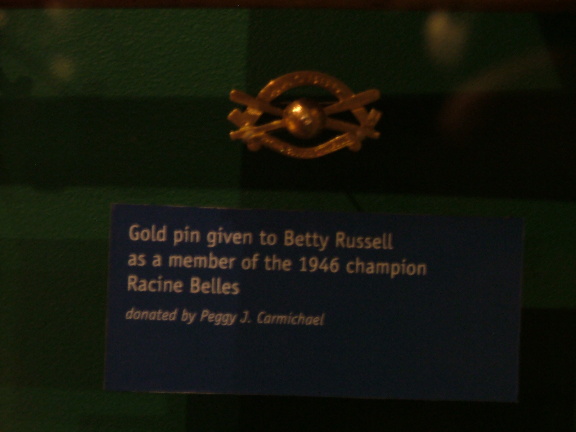 Gold pin given to Betty Russell
as a member of the 1946 champion
Racine Belles
donated by Peggy J. Carmichael